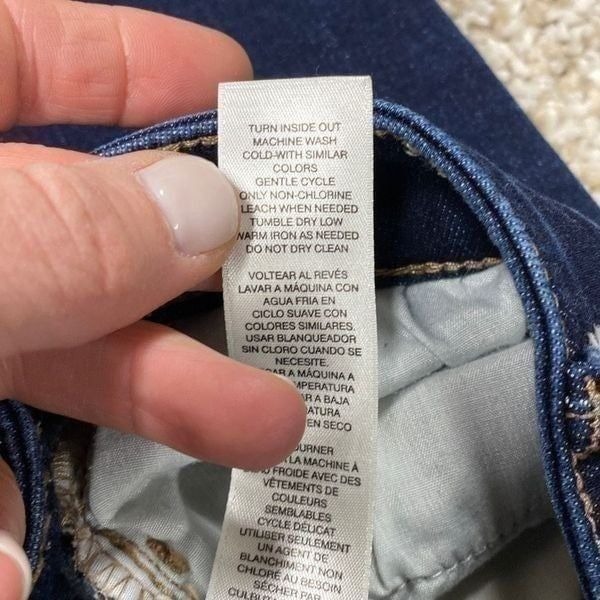 TURN INSIDE OUT
MACHINE WASH
COLD-WITH SIMILAR
COLORS
GENTLE CYCLE
ONLY NON-CHLORINE
LEACH WHEN NEEDED
TUMBLE DRY LOW
WARM IRON AS NEEDED
DO NOT DRY CLEAN
VOLTEAR AL REVÉS
LAVAR A MÁQUINA CON
AGUA FRIA EN
CICLO SUAVE CON
COLORES SIMILARES.
USAR BLANQUEADOR
SIN CLORO CUANDO SE
NECESITE.
A MÁQUINA A
A BAJA
EN SECO
LA MACHINE À
FROIDE AVEC DES
VÊTEMENTS DE
COULEURS
SEMBLABLES
CYCLE DÉLICAT
UTILISER SEULEMENT
UN AGENT DE
BLANCHIMENT NON
CHLORÉ AU BESOIN
SÉCHER PAR